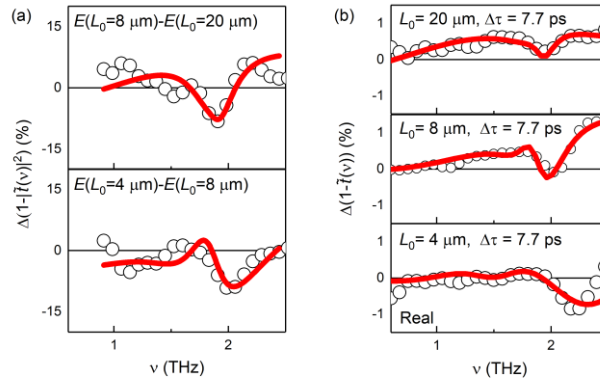 (a)
E(L₀=8 μm)-E(L₀=20 μm)
15
0
-15
E(L₀=4 μm)-E(L₀=8 μm)
15
0
-15
Δ(1-|t̃(ν)|²) (%)
1
2
ν (THz)
(b)
L₀= 20 μm, Δτ = 7.7 ps
1
0
-1
L₀= 8 μm, Δτ = 7.7 ps
1
0
-1
L₀= 4 μm, Δτ = 7.7 ps
1
0
-1
Real
Δ(1-t̃(ν)) (%)
1
2
ν (THz)